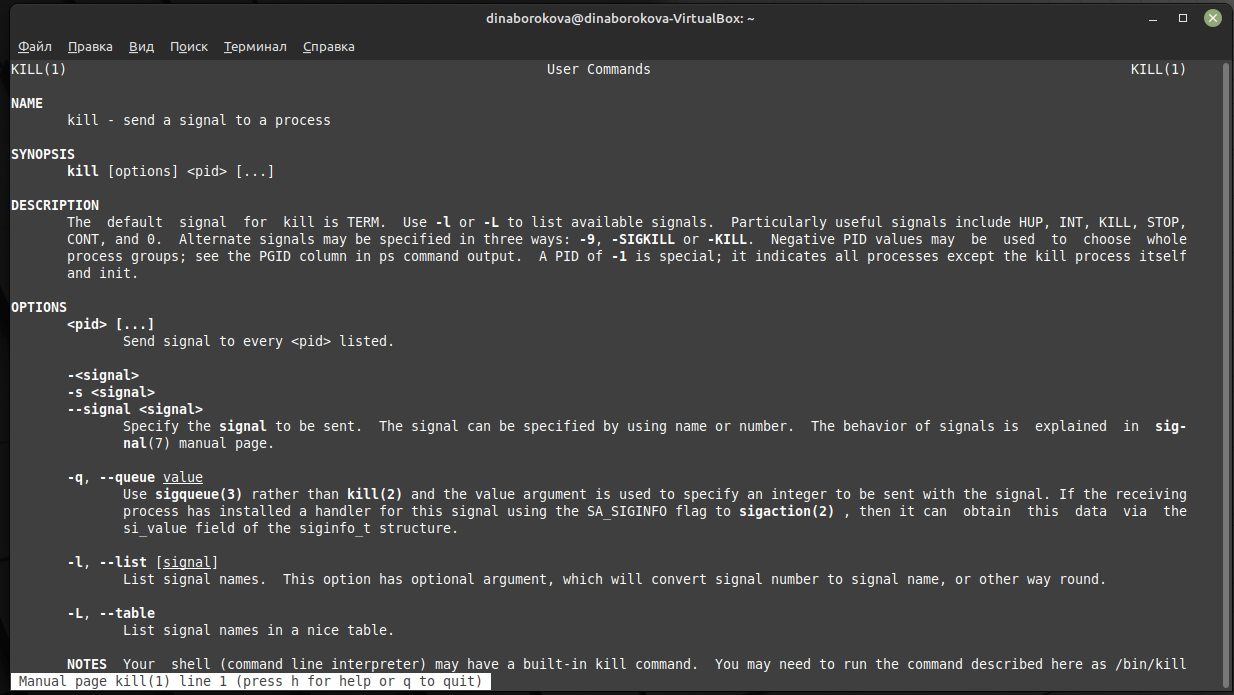 dinaborokova@dinaborokova-VirtualBox: ~
Файл Правка Вид Поиск Терминал Справка
KILL(1) User Commands KILL(1)
NAME
kill - send a signal to a process
SYNOPSIS
kill [options] <pid> [...]
DESCRIPTION
The default signal for kill is TERM. Use -l or -L to list available signals. Particularly useful signals include HUP, INT, KILL, STOP,
CONT, and 0. Alternate signals may be specified in three ways: -9, -SIGKILL or -KILL. Negative PID values may be used to choose whole
process groups; see the PGID column in ps command output. A PID of -1 is special; it indicates all processes except the kill process itself
and init.
OPTIONS
<pid> [...]
Send signal to every <pid> listed.
-<signal>
-s <signal>
--signal <signal>
Specify the signal to be sent. The signal can be specified by using name or number. The behavior of signals is explained in sig-
nal(7) manual page.
-q, --queue value
Use sigqueue(3) rather than kill(2) and the value argument is used to specify an integer to be sent with the signal. If the receiving
process has installed a handler for this signal using the SA_SIGINFO flag to sigaction(2) , then it can obtain this data via the
si_value field of the siginfo_t structure.
-l, --list [signal]
List signal names. This option has optional argument, which will convert signal number to signal name, or other way round.
-L, --table
List signal names in a nice table.
NOTES Your shell (command line interpreter) may have a built-in kill command. You may need to run the command described here as /bin/kill
Manual page kill(1) line 1 (press h for help or q to quit)